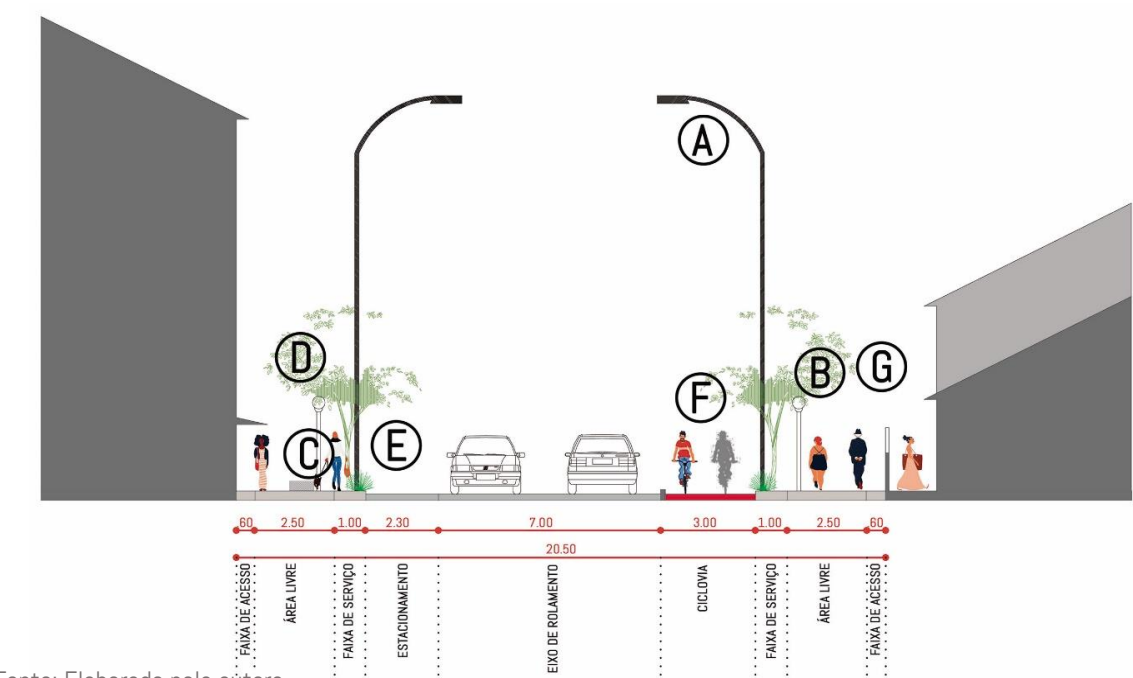 A
D
B
G
F
C
E
60 2.50 1.00 2.30 7.00 3.00 1.00 2.50 60
20.50
FAIXA DE ACESSO
ÁREA LIVRE
FAIXA DE SERVIÇO
ESTACIONAMENTO
EIXO DE ROLAMENTO
CICLOVIA
FAIXA DE SERVIÇO
ÁREA LIVRE
FAIXA DE ACESSO